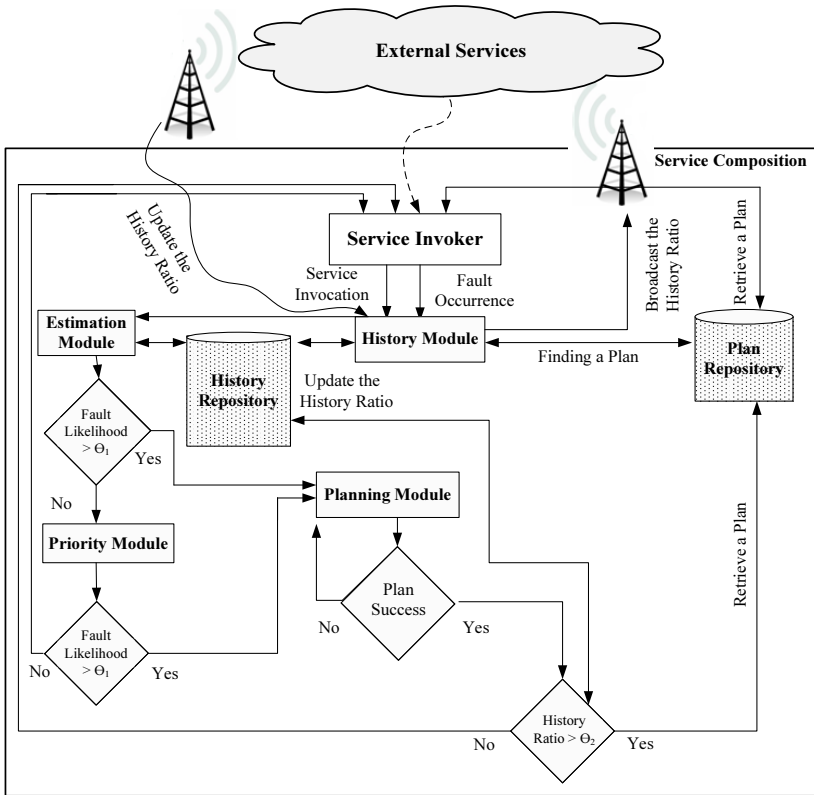 External Services
Service Composition
Update the
History Ratio
Service Invoker
Service
Invocation
Fault
Occurrence
Broadcast the
History Ratio
Retrieve a Plan
Estimation
Module
History Module
History
Repository
Update the
History Ratio
Finding a Plan
Plan
Repository
Fault
Likelihood
> Θ₁
Yes
No
Planning Module
Priority Module
Plan
Success
No
Yes
Retrieve a Plan
Fault
Likelihood
> Θ₁
No
Yes
History
Ratio > Θ₂
No
Yes